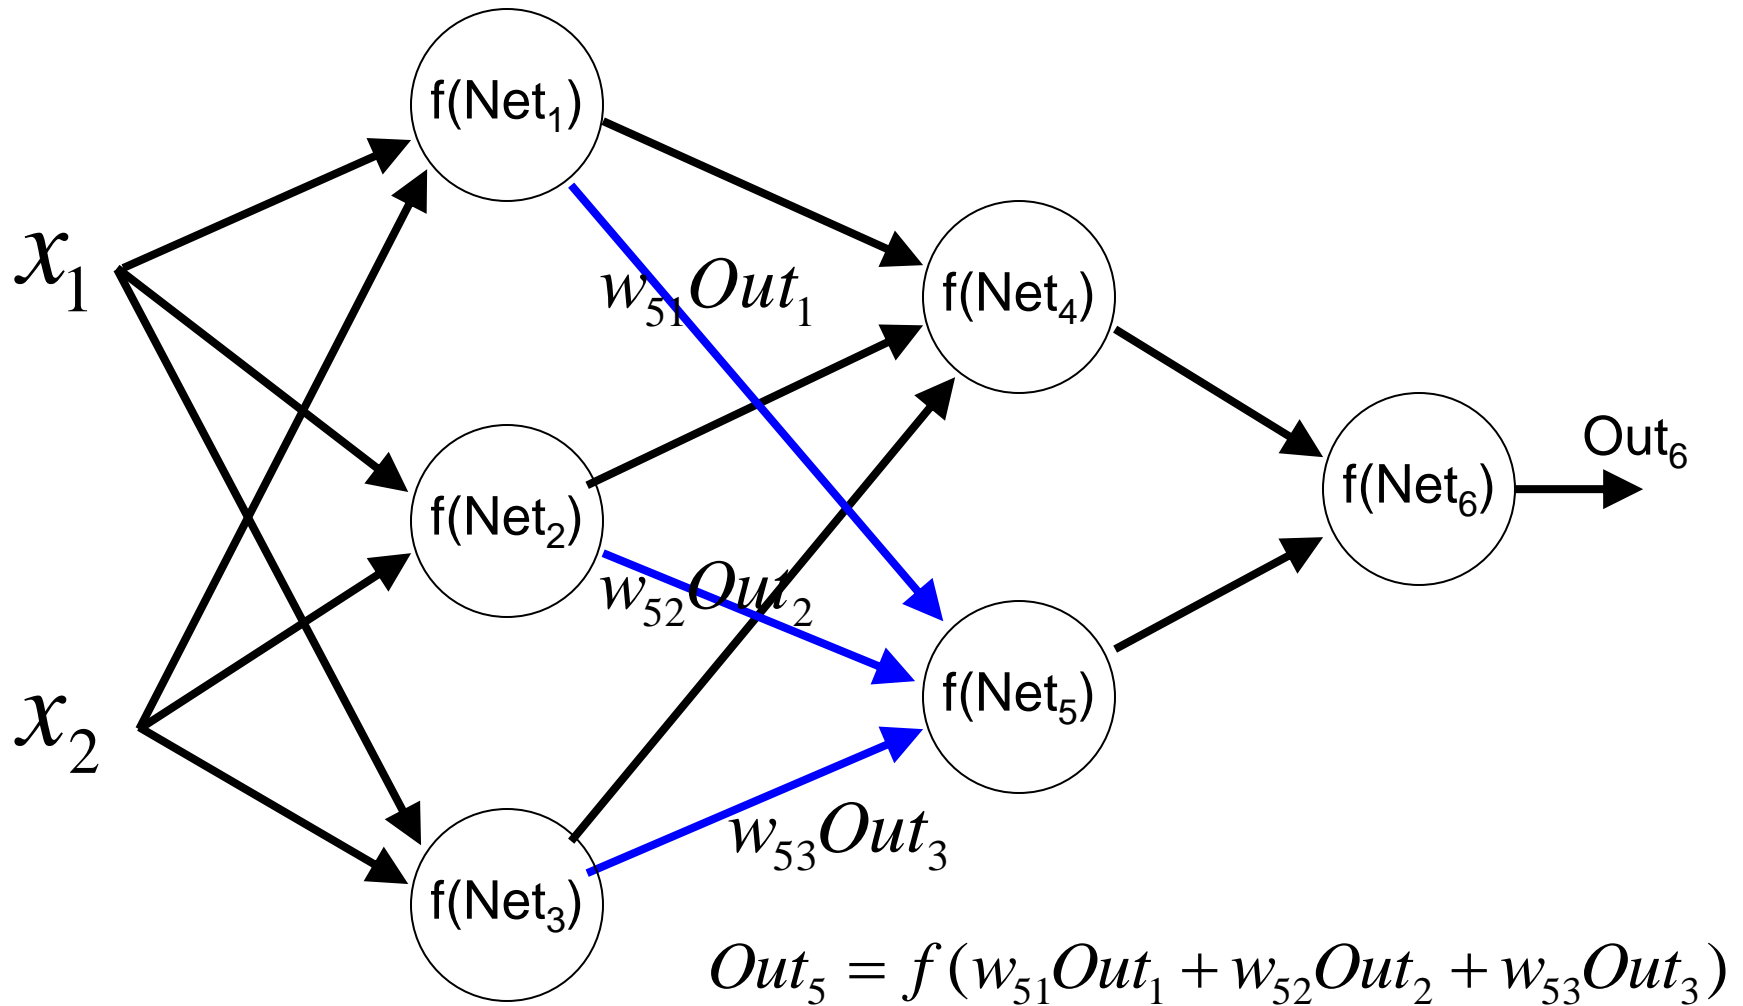 f(Net₁)
x₁
w₅₁Out₁
f(Net₄)
Out₆
f(Net₂)
f(Net₆)
w₅₂Out₂
x₂
f(Net₅)
w₅₃Out₃
f(Net₃)
Out₅ = f(w₅₁Out₁ + w₅₂Out₂ + w₅₃Out₃)